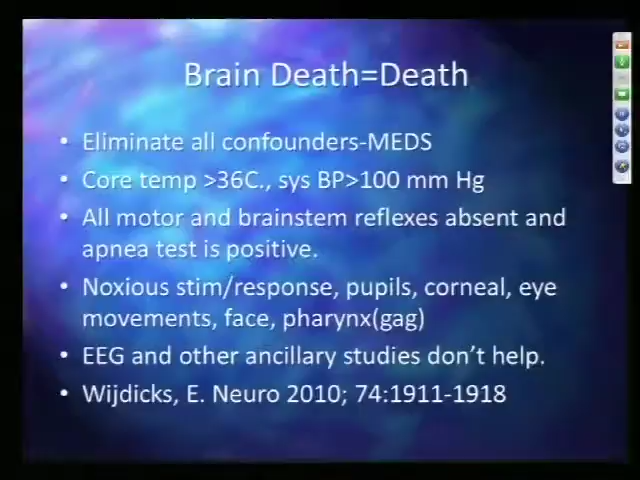 Brain Death=Death
• Eliminate all confounders-MEDS
• Core temp >36C., sys BP>100 mm Hg
• All motor and brainstem reflexes absent and
apnea test is positive.
• Noxious stim/response, pupils, corneal, eye
movements, face, pharynx(gag)
• EEG and other ancillary studies don't help.
• Wijdicks, E. Neuro 2010; 74:1911-1918